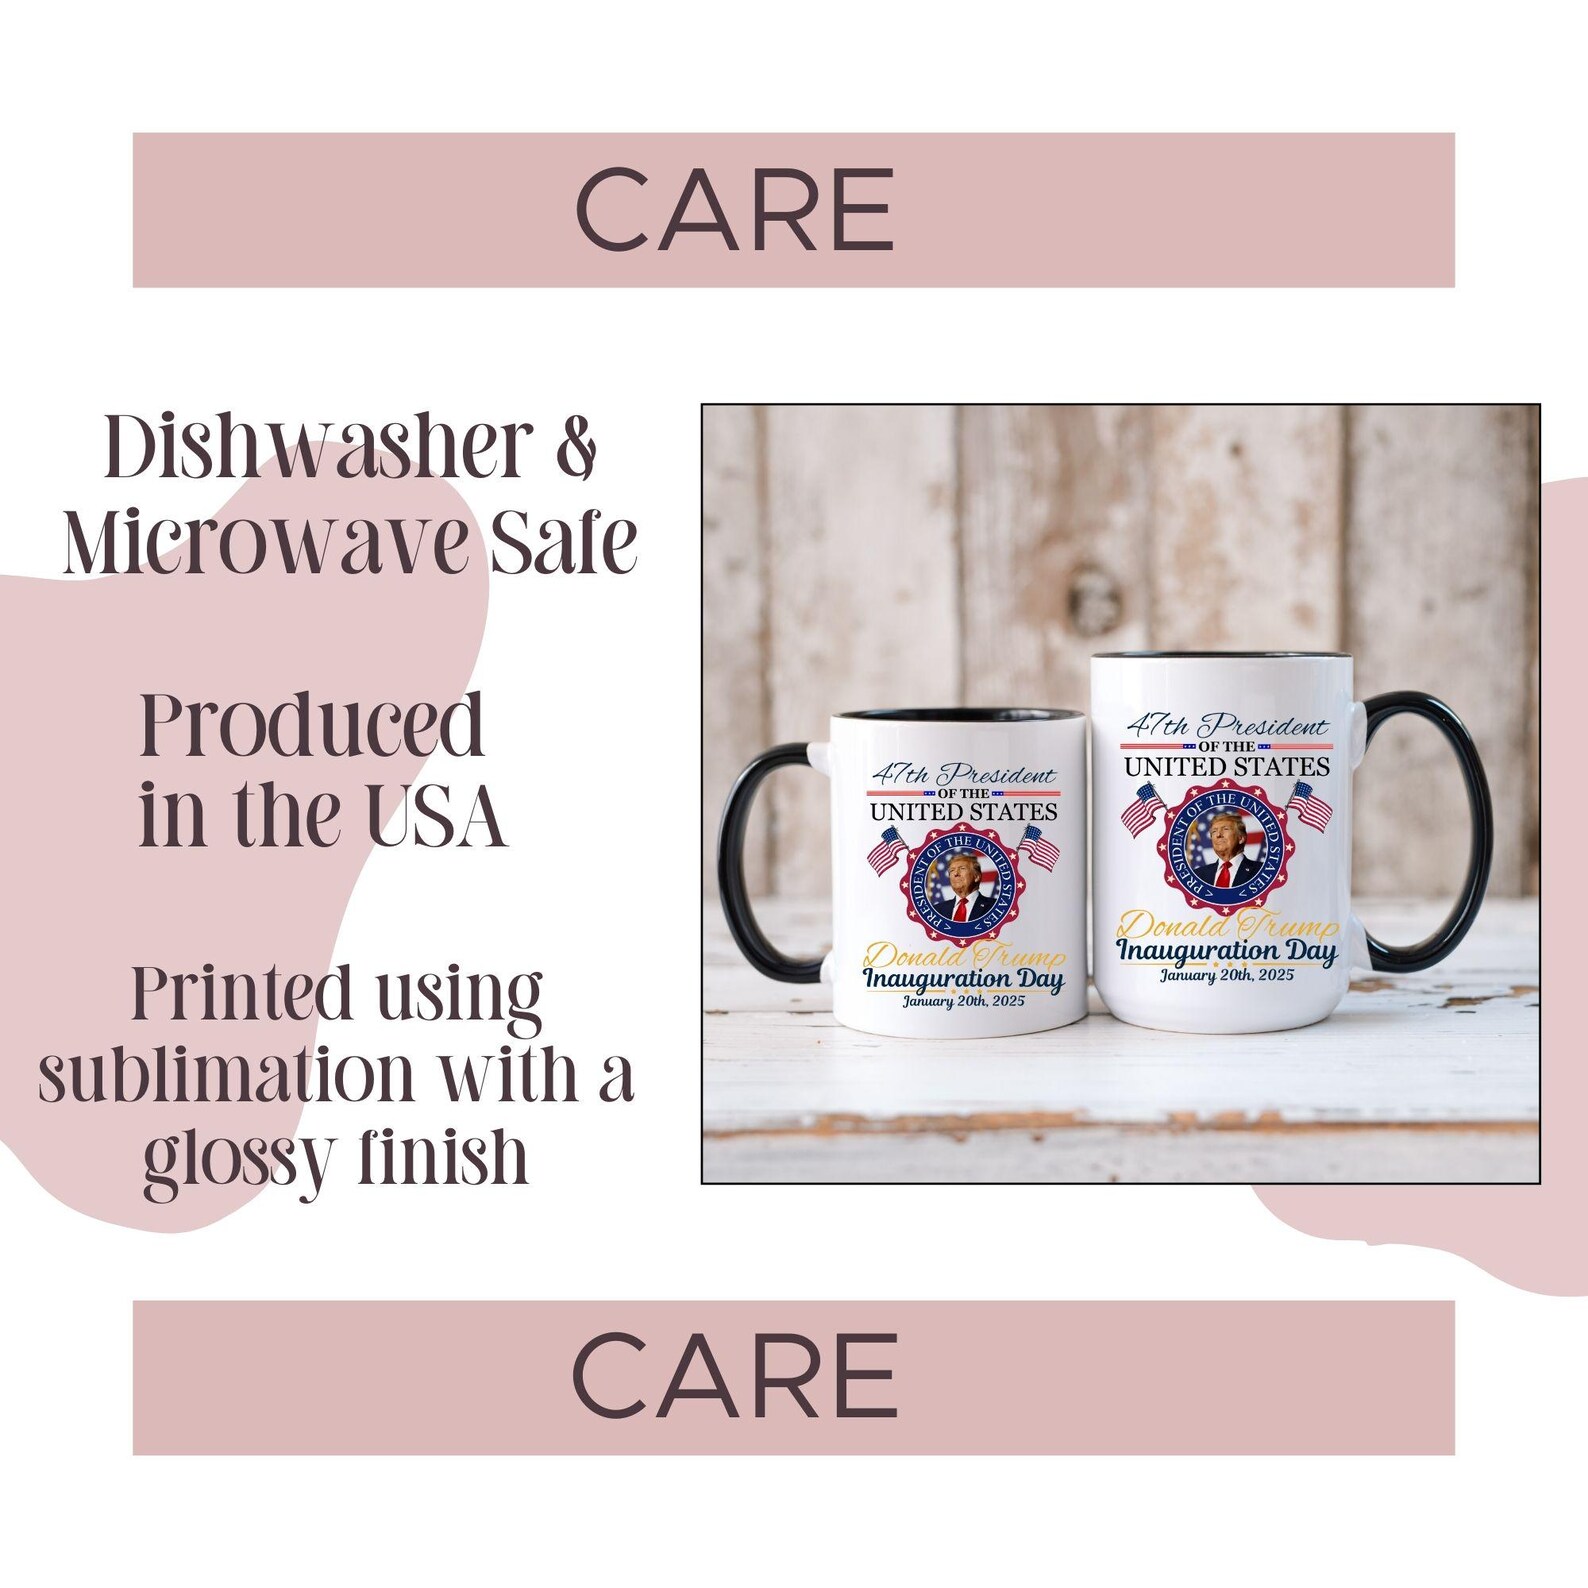 CARE
Dishwasher &
Microwave Safe
Produced
in the USA
Printed using
sublimation with a
glossy finish
47th President
OF THE
UNITED STATES
PRESIDENT OF THE UNITED STATES
Donald Trump
Inauguration Day
January 20th, 2025
47th President
OF THE
UNITED STATES
PRESIDENT OF THE UNITED STATES
Donald Trump
Inauguration Day
January 20th, 2025
CARE